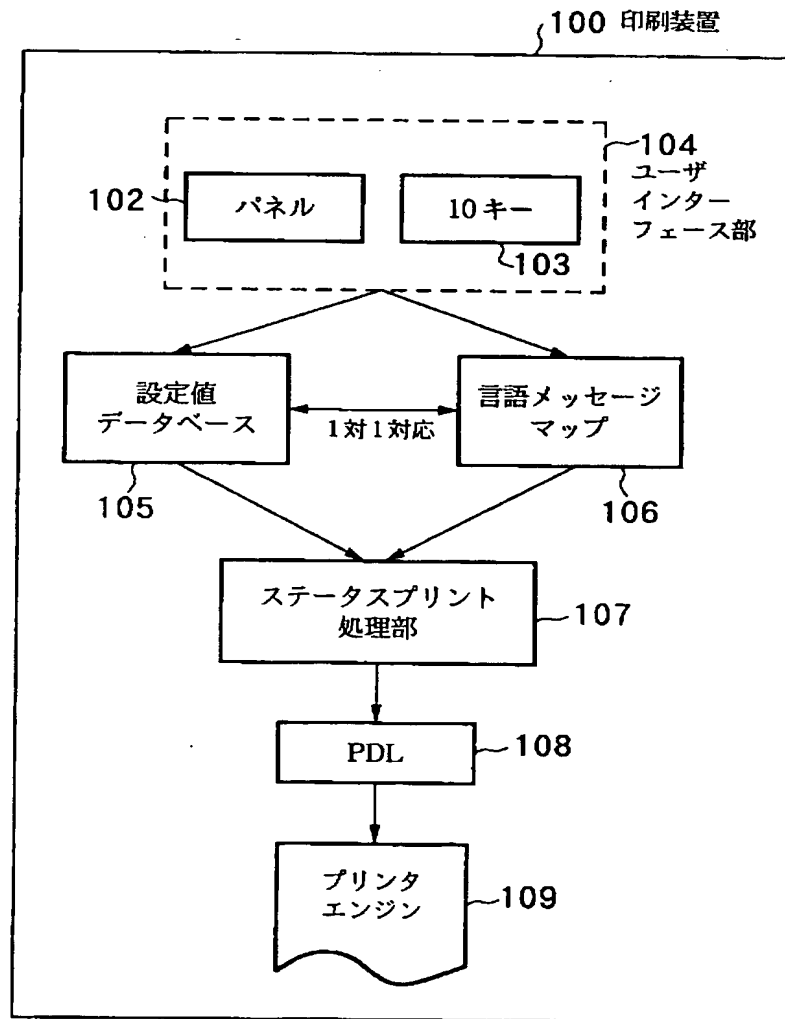 100 印刷装置
104
ユーザ
インター
フェース部
102
パネル
10キー
103
設定値
データベース
1対1対応
言語メッセージ
マップ
105
106
ステータスプリント
処理部
107
PDL
108
プリンタ
エンジン
109